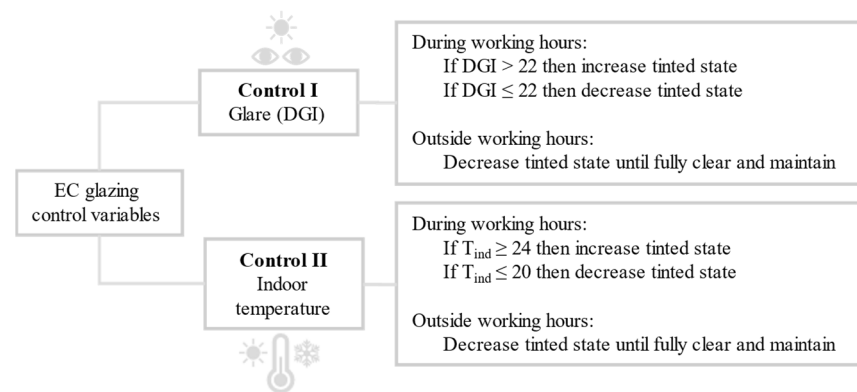 EC glazing
control variables
Control I
Glare (DGI)
During working hours:
If DGI > 22 then increase tinted state
If DGI ≤ 22 then decrease tinted state
Outside working hours:
Decrease tinted state until fully clear and maintain
Control II
Indoor
temperature
During working hours:
If T_ind ≥ 24 then increase tinted state
If T_ind ≤ 20 then decrease tinted state
Outside working hours:
Decrease tinted state until fully clear and maintain